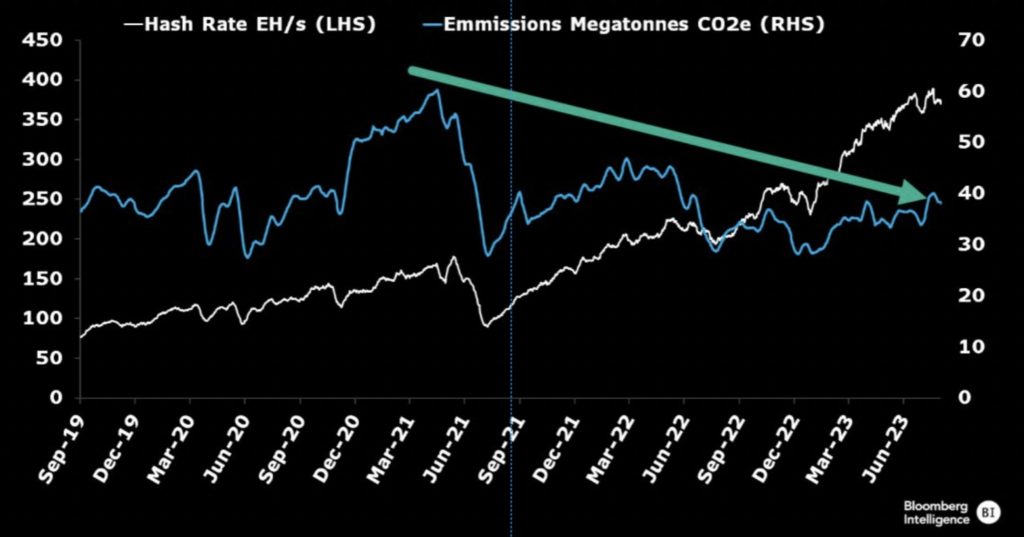 Hash Rate EH/s (LHS) Emmissions Megatonnes CO2e (RHS)
450
400
350
300
250
200
150
100
50
0
70
60
50
40
30
20
10
0
Sep-19
Dec-19
Mar-20
Jun-20
Sep-20
Dec-20
Mar-21
Jun-21
Sep-21
Dec-21
Mar-22
Jun-22
Sep-22
Dec-22
Mar-23
Jun-23
Bloomberg
Intelligence
BI